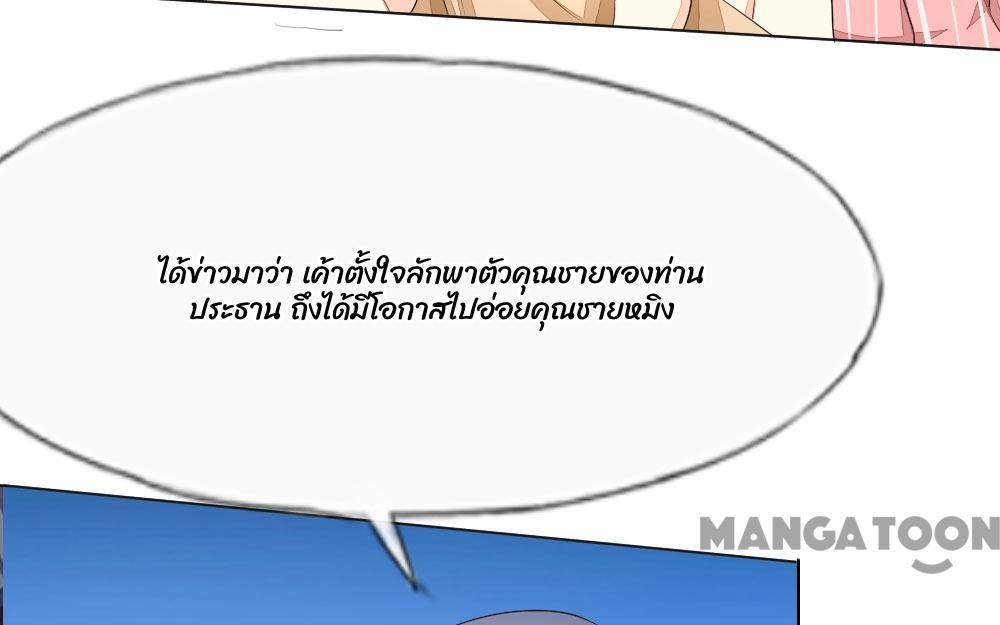 ได้ข่าวมาว่า เค้าตั้งใจลักพาตัวคุณชายของท่าน
ประธาน ถึงได้มีโอกาสไปอ่อยคุณชายหมิง
MANGATOON